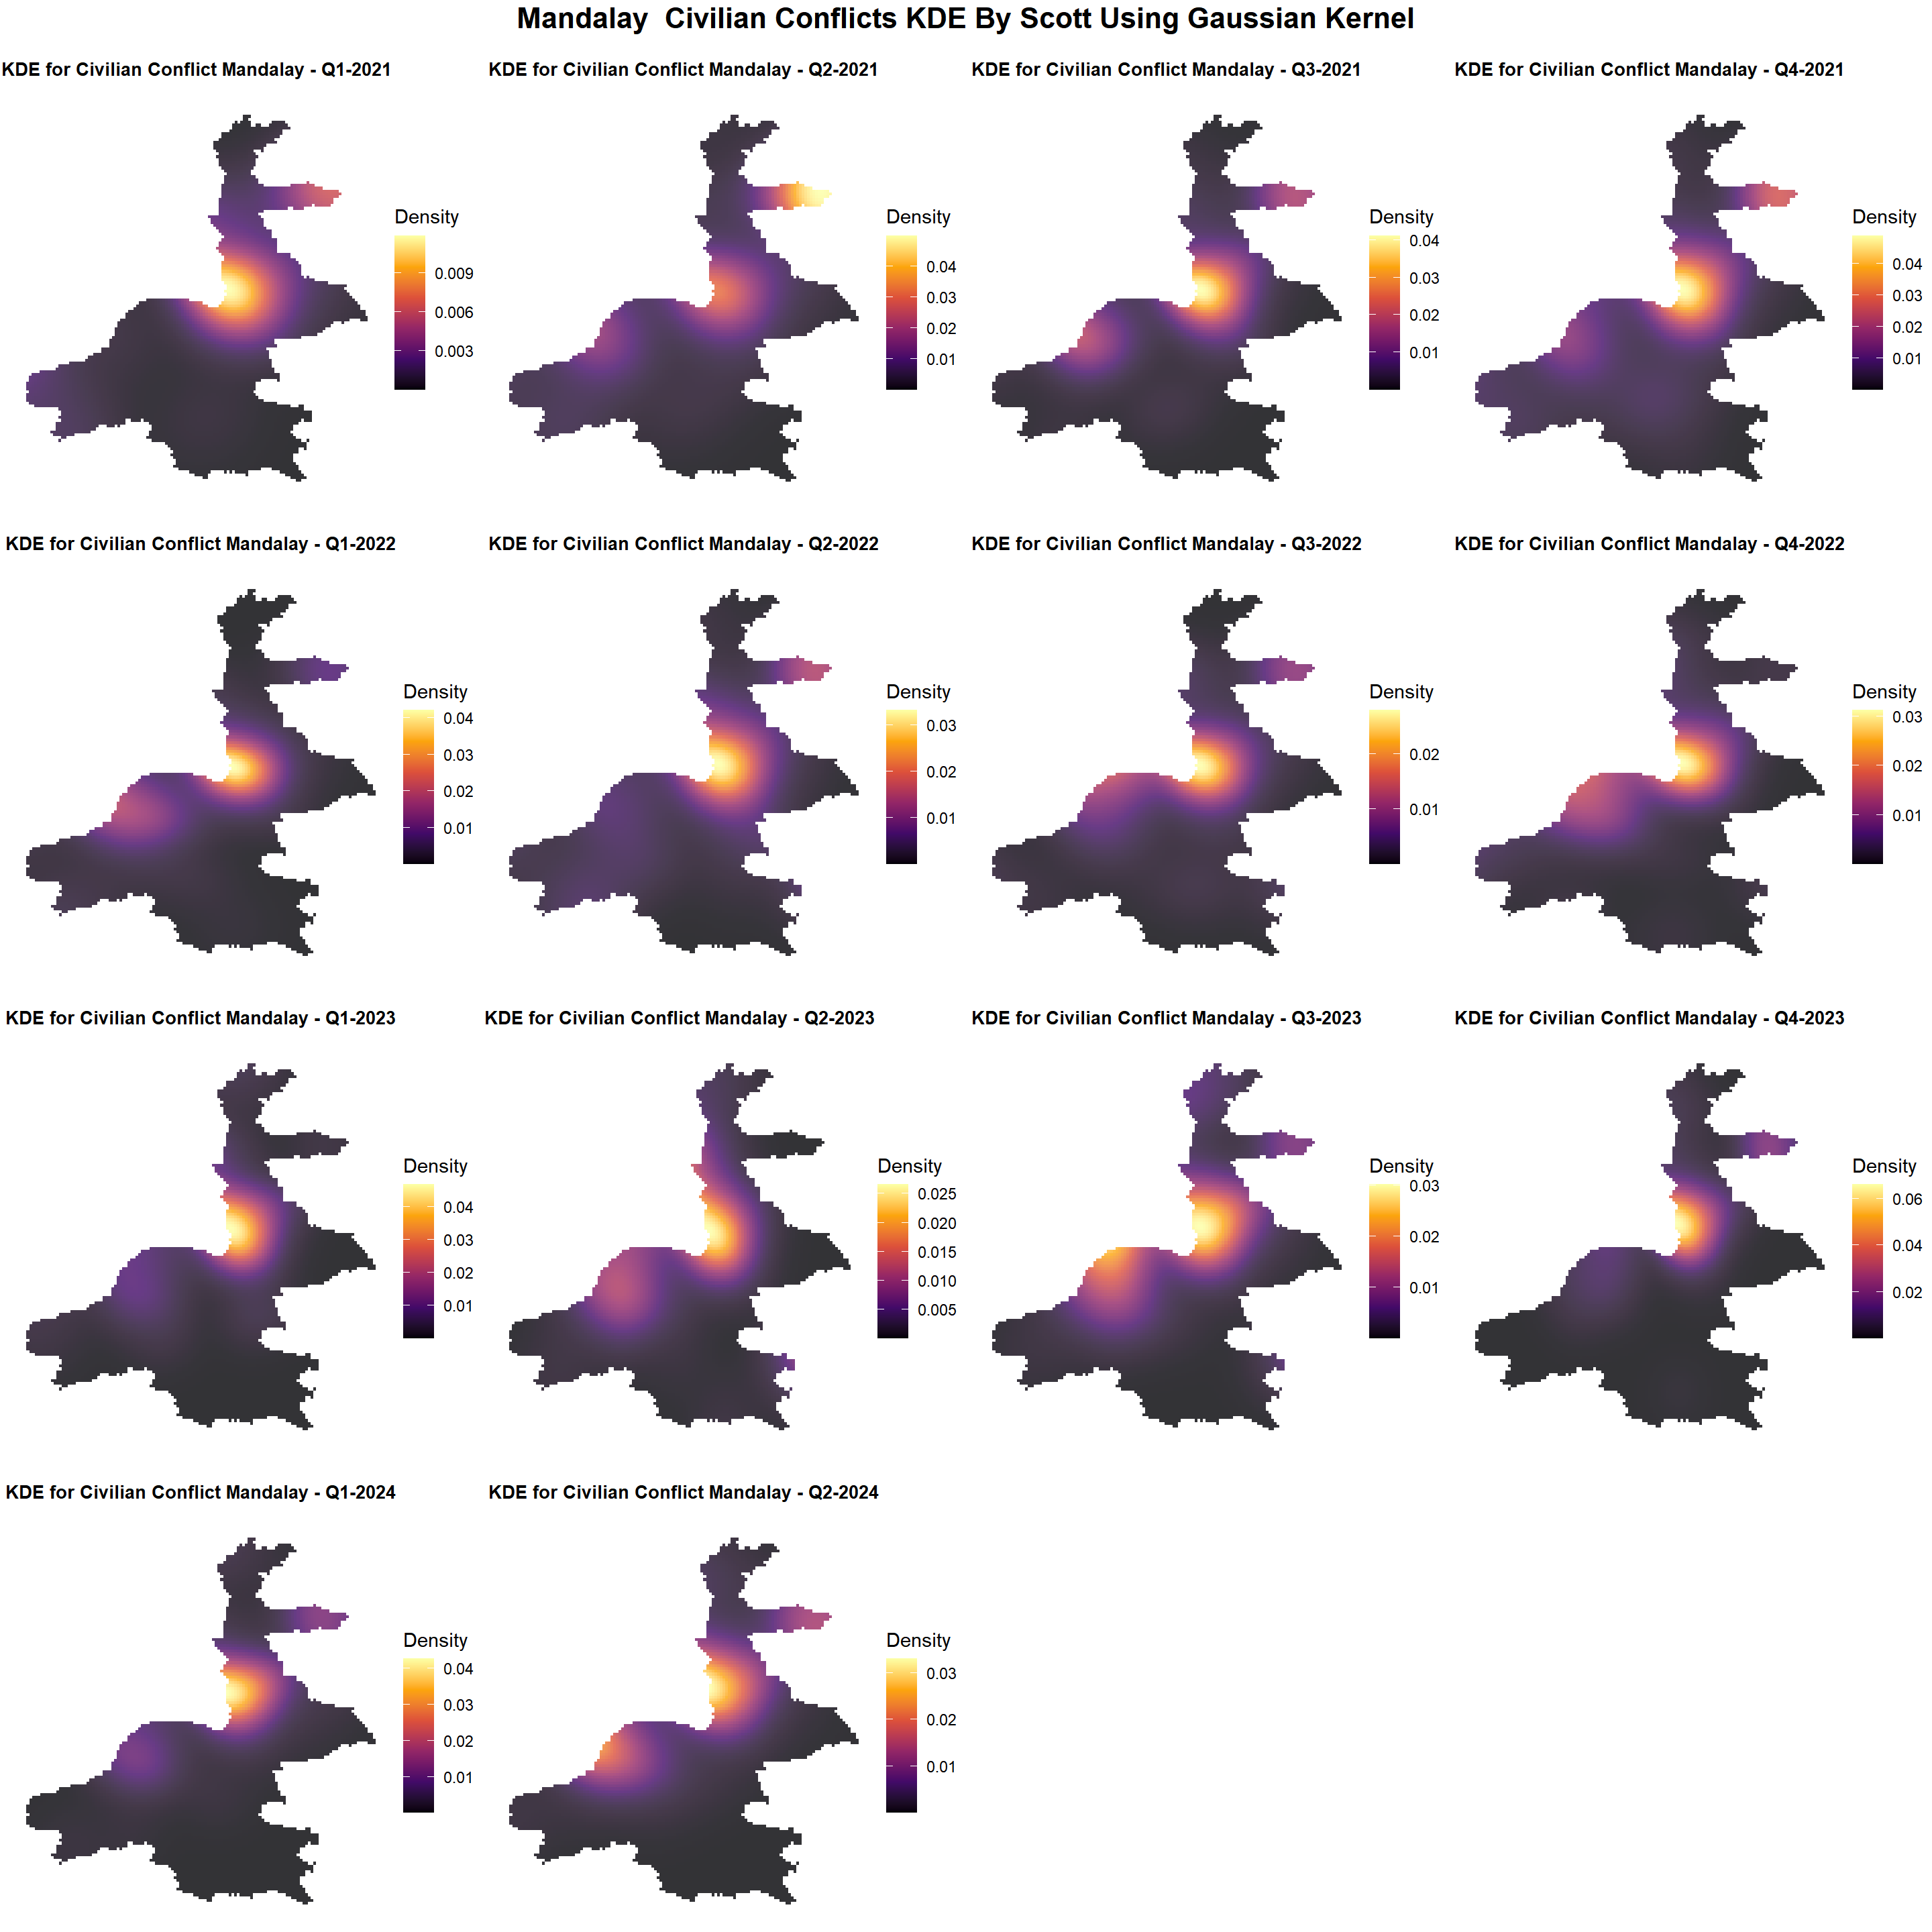 Mandalay  Civilian Conflicts KDE By Scott Using Gaussian Kernel
KDE for Civilian Conflict Mandalay - Q1-2021
Density
0.009
0.006
0.003
KDE for Civilian Conflict Mandalay - Q2-2021
Density
0.04
0.03
0.02
0.01
KDE for Civilian Conflict Mandalay - Q3-2021
Density
0.04
0.03
0.02
0.01
KDE for Civilian Conflict Mandalay - Q4-2021
Density
0.04
0.03
0.02
0.01
KDE for Civilian Conflict Mandalay - Q1-2022
Density
0.04
0.03
0.02
0.01
KDE for Civilian Conflict Mandalay - Q2-2022
Density
0.03
0.02
0.01
KDE for Civilian Conflict Mandalay - Q3-2022
Density
0.02
0.01
KDE for Civilian Conflict Mandalay - Q4-2022
Density
0.03
0.02
0.01
KDE for Civilian Conflict Mandalay - Q1-2023
Density
0.04
0.03
0.02
0.01
KDE for Civilian Conflict Mandalay - Q2-2023
Density
0.025
0.020
0.015
0.010
0.005
KDE for Civilian Conflict Mandalay - Q3-2023
Density
0.03
0.02
0.01
KDE for Civilian Conflict Mandalay - Q4-2023
Density
0.06
0.04
0.02
KDE for Civilian Conflict Mandalay - Q1-2024
Density
0.04
0.03
0.02
0.01
KDE for Civilian Conflict Mandalay - Q2-2024
Density
0.03
0.02
0.01